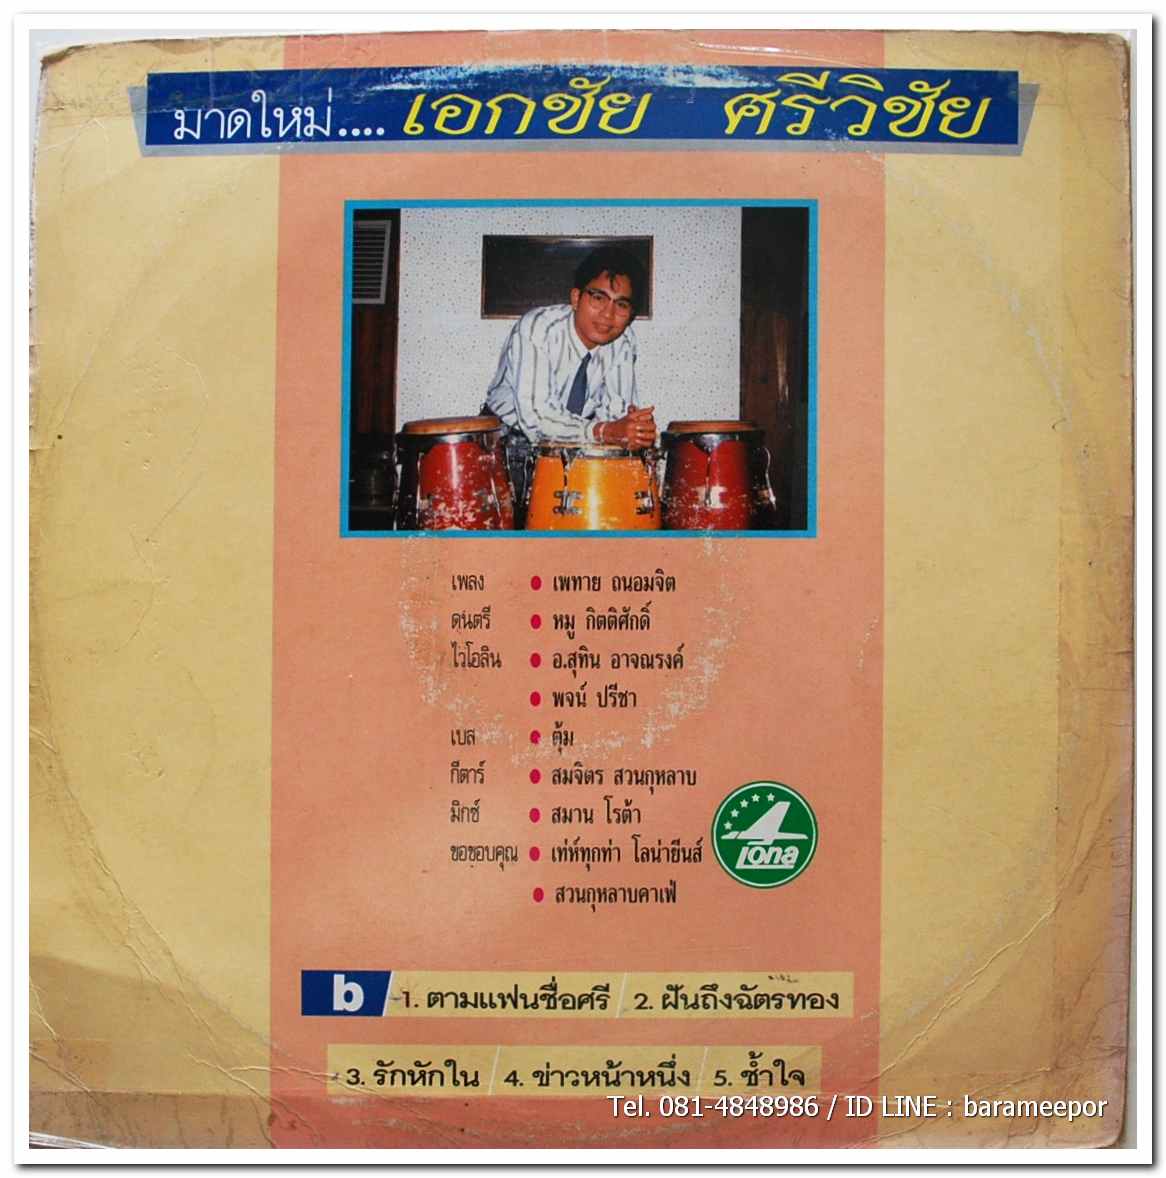 มาดใหม่.... เอกชัย ศรีวิชัย
เพลง • เพทาย ถนอมจิต
ดนตรี • หมู กิตติศักดิ์
ไวโอลิน • อ.สุทิน อาจณรงค์
• พจน์ ปรีชา
เบส • ตุ้ม
กีตาร์ • สมจิตร สวนกุหลาบ
มิกซ์ • สมาน โรต้า
ขอขอบคุณ • เท่ห์ทุกท่า โลน่ายีนส์
• สวนกุหลาบคาเฟ่
lona
b 1. ตามแฟนชื่อศรี 2. ฝันถึงฉัตรทอง
3. รักหักใน 4. ข่าวหน้าหนึ่ง 5. ช้ำใจ
Tel. 081-4848986 / ID LINE : barameepor